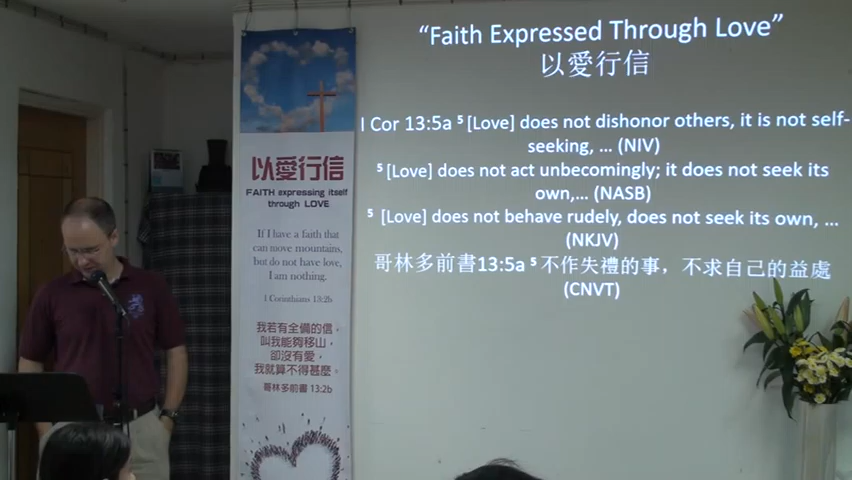 "Faith Expressed Through Love"
以愛行信
I Cor 13:5a ⁵ [Love] does not dishonor others, it is not self-
seeking, ... (NIV)
⁵ [Love] does not act unbecomingly; it does not seek its
own,... (NASB)
⁵ [Love] does not behave rudely, does not seek its own, ...
(NKJV)
哥林多前書13:5a ⁵ 不作失禮的事，不求自己的益處
(CNVT)
以愛行信
FAITH expressing itself
through LOVE
If I have a faith that
can move mountains,
but do not have love,
I am nothing.
1 Corinthians 13:2b
我若有全備的信，
叫我能夠移山，
卻沒有愛，
我就算不得甚麼。
哥林多前書 13:2b